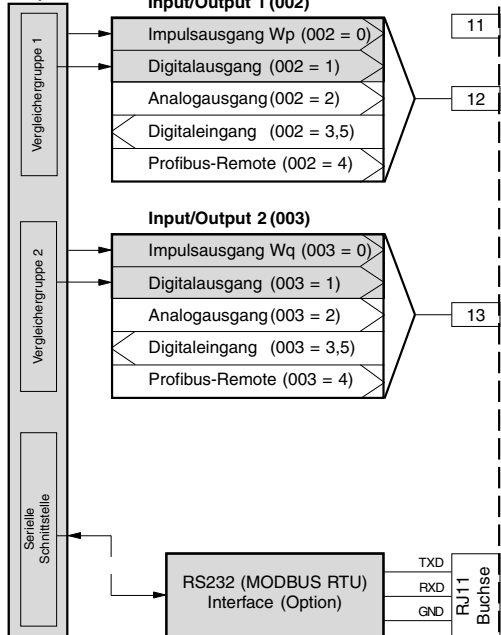 Input/Output 1 (002)
Impulsausgang Wp (002 = 0)
Digitalausgang (002 = 1)
Analogausgang (002 = 2)
Digitaleingang (002 = 3,5)
Profibus-Remote (002 = 4)
11
12
Vergleichergruppe 1
Input/Output 2 (003)
Impulsausgang Wq (003 = 0)
Digitalausgang (003 = 1)
Analogausgang (003 = 2)
Digitaleingang (003 = 3,5)
Profibus-Remote (003 = 4)
13
Vergleichergruppe 2
Serielle
Schnittstelle
RS232 (MODBUS RTU)
Interface (Option)
TXD
RXD
GND
RJ11
Buchse